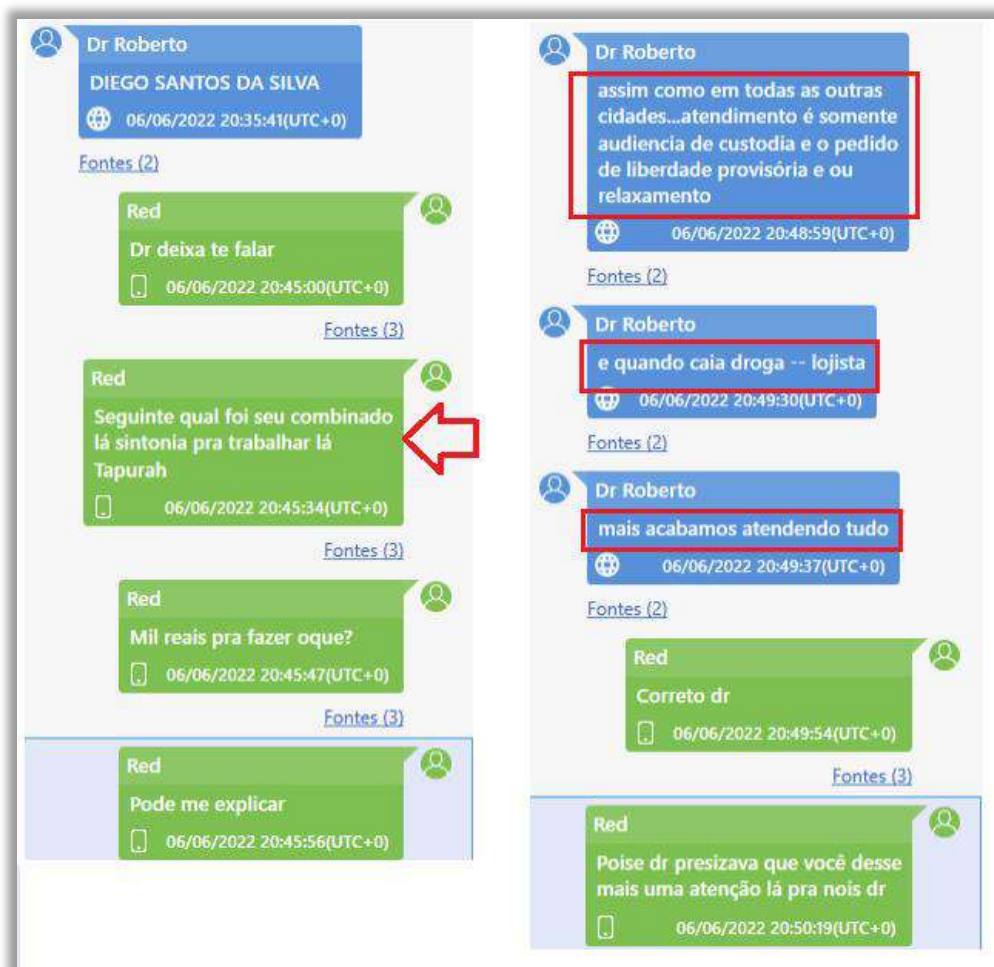 Dr Roberto
DIEGO SANTOS DA SILVA
06/06/2022 20:35:41(UTC+0)
Fontes (2)
Red
Dr deixa te falar
06/06/2022 20:45:00(UTC+0)
Fontes (3)
Red
Seguinte qual foi seu combinado
lá sintonia pra trabalhar lá
Tapurah
06/06/2022 20:45:34(UTC+0)
Fontes (3)
Red
Mil reais pra fazer oque?
06/06/2022 20:45:47(UTC+0)
Fontes (3)
Red
Pode me explicar
06/06/2022 20:45:56(UTC+0)
Dr Roberto
assim como em todas as outras
cidades...atendimento é somente
audiencia de custodia e o pedido
de liberdade provisória e ou
relaxamento
06/06/2022 20:48:59(UTC+0)
Fontes (2)
Dr Roberto
e quando caia droga -- lojista
06/06/2022 20:49:30(UTC+0)
Fontes (2)
Dr Roberto
mais acabamos atendendo tudo
06/06/2022 20:49:37(UTC+0)
Fontes (2)
Red
Correto dr
06/06/2022 20:49:54(UTC+0)
Fontes (3)
Red
Poise dr presizava que você desse
mais uma atenção lá pra nois dr
06/06/2022 20:50:19(UTC+0)